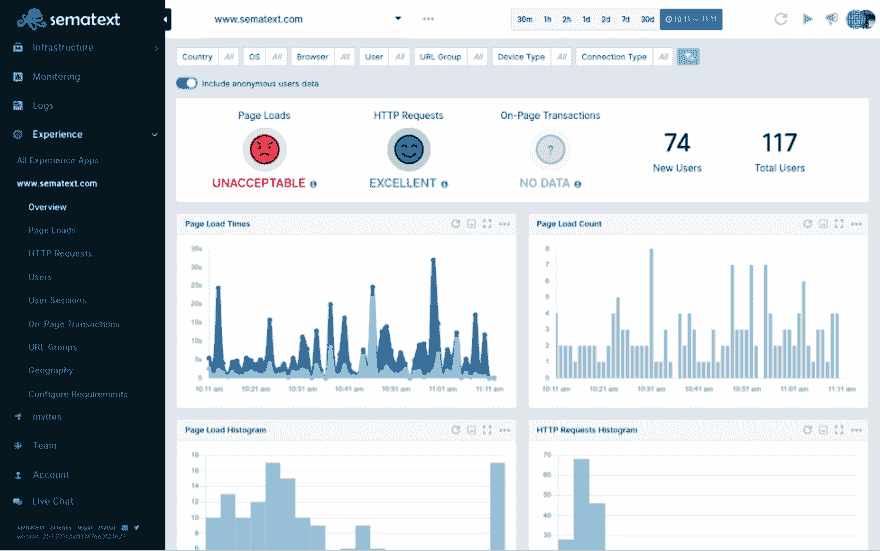 sematext
www.sematext.com
30m 1h 2h 1d 2d 7d 30d 10:11 – 11:11
Infrastructure
Monitoring
Logs
Experience
All Experience Apps
www.sematext.com
Overview
Page Loads
HTTP Requests
Users
User Sessions
On-Page Transactions
URL Groups
Geography
Configure Requirements
Invites
Team
Account
Live Chat
Country All OS All Browser All User All URL Group All Device Type All Connection Type All
Include anonymous users data
Page Loads HTTP Requests On-Page Transactions
UNACCEPTABLE EXCELLENT ? NO DATA
74 117
New Users Total Users
Page Load Times
35s
30s
25s
20s
15s
10s
5s
0
10:11 am 10:21 am 10:31 am 10:41 am 10:51 am 11:01 am 11:11 am
Page Load Count
8
7
6
5
4
3
2
1
0
10:11 am 10:21 am 10:31 am 10:41 am 10:51 am 11:01 am 11:11 am
Page Load Histogram
18
16
14
12
10
8
6
HTTP Requests Histogram
70
60
50
40
30